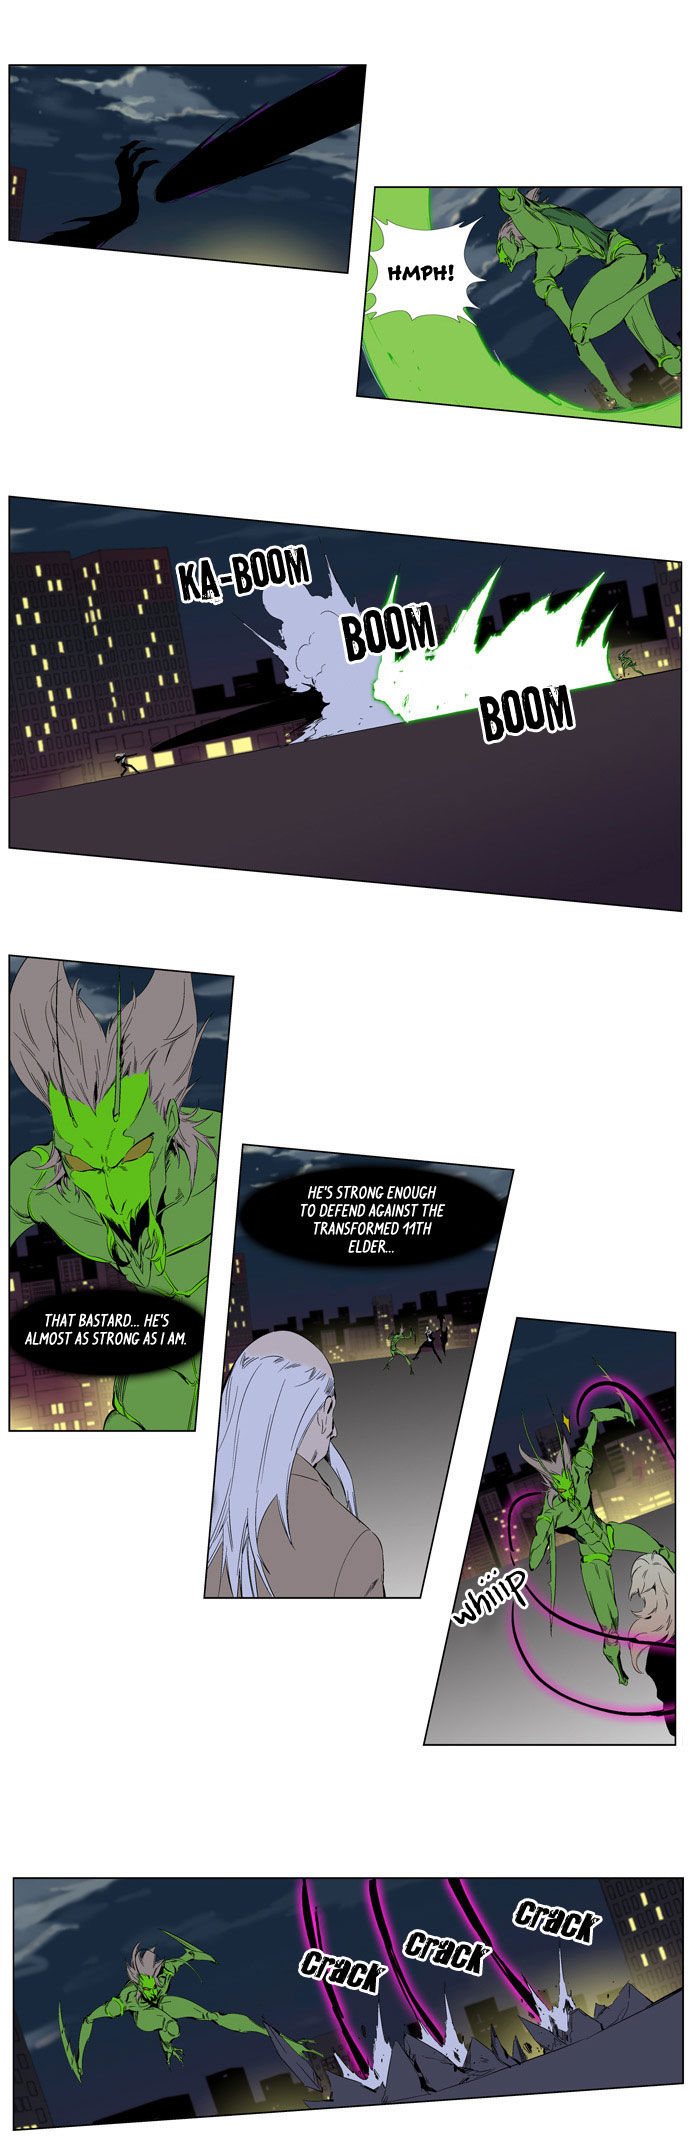 HMPH!
KA-BOOM
BOOM
BOOM
THAT BASTARD... HE'S
ALMOST AS STRONG AS I AM.
HE'S STRONG ENOUGH
TO DEFEND AGAINST THE
TRANSFORMED 11TH
ELDER...
whiiip...
crack
crack
crack